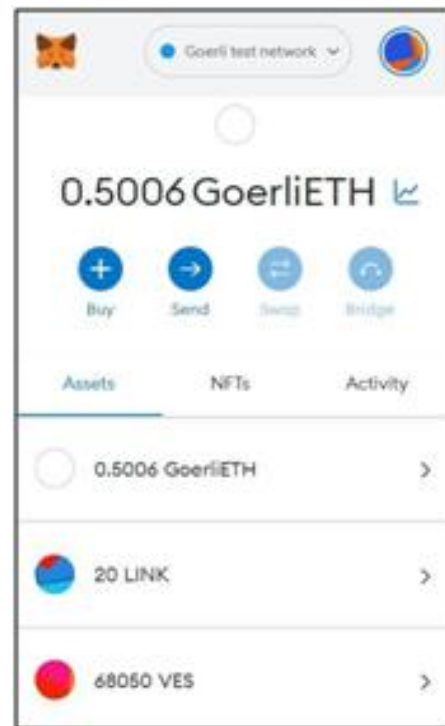 Goerli test network
0.5006 GoerliETH
Buy Send Swap Bridge
Assets NFTs Activity
0.5006 GoerliETH
20 LINK
68050 VES